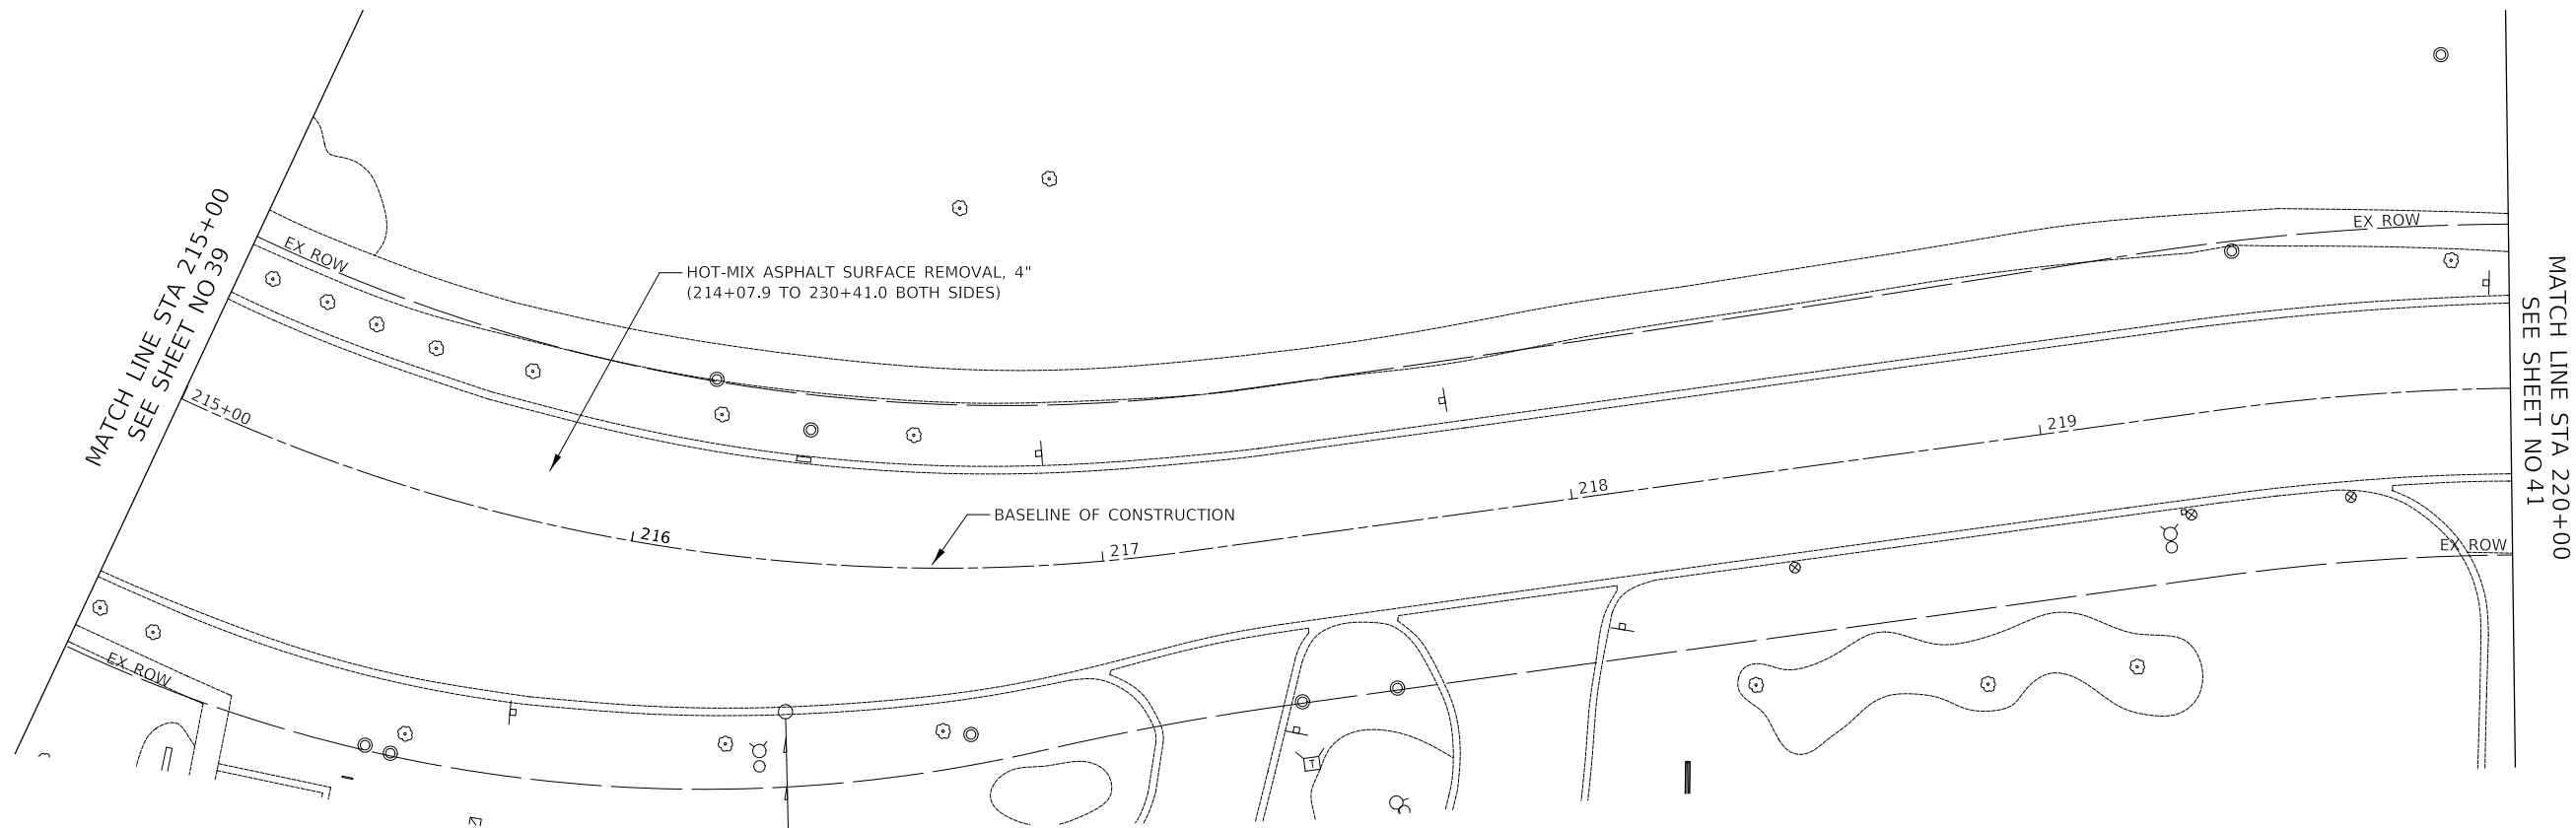 MATCH LINE STA 215+00
SEE SHEET NO 39
EX ROW
215+00
HOT-MIX ASPHALT SURFACE REMOVAL, 4"
(214+07.9 TO 230+41.0 BOTH SIDES)
BASELINE OF CONSTRUCTION
216
217
218
219
EX ROW
EX ROW
EX ROW
T
MATCH LINE STA 220+00
SEE SHEET NO 41